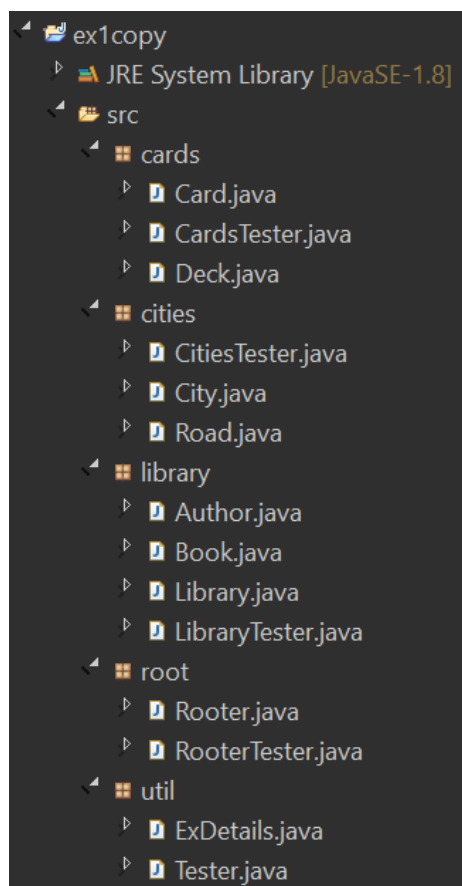 ex1copy
JRE System Library [JavaSE-1.8]
src
cards
Card.java
CardsTester.java
Deck.java
cities
CitiesTester.java
City.java
Road.java
library
Author.java
Book.java
Library.java
LibraryTester.java
root
Rooter.java
RooterTester.java
util
ExDetails.java
Tester.java